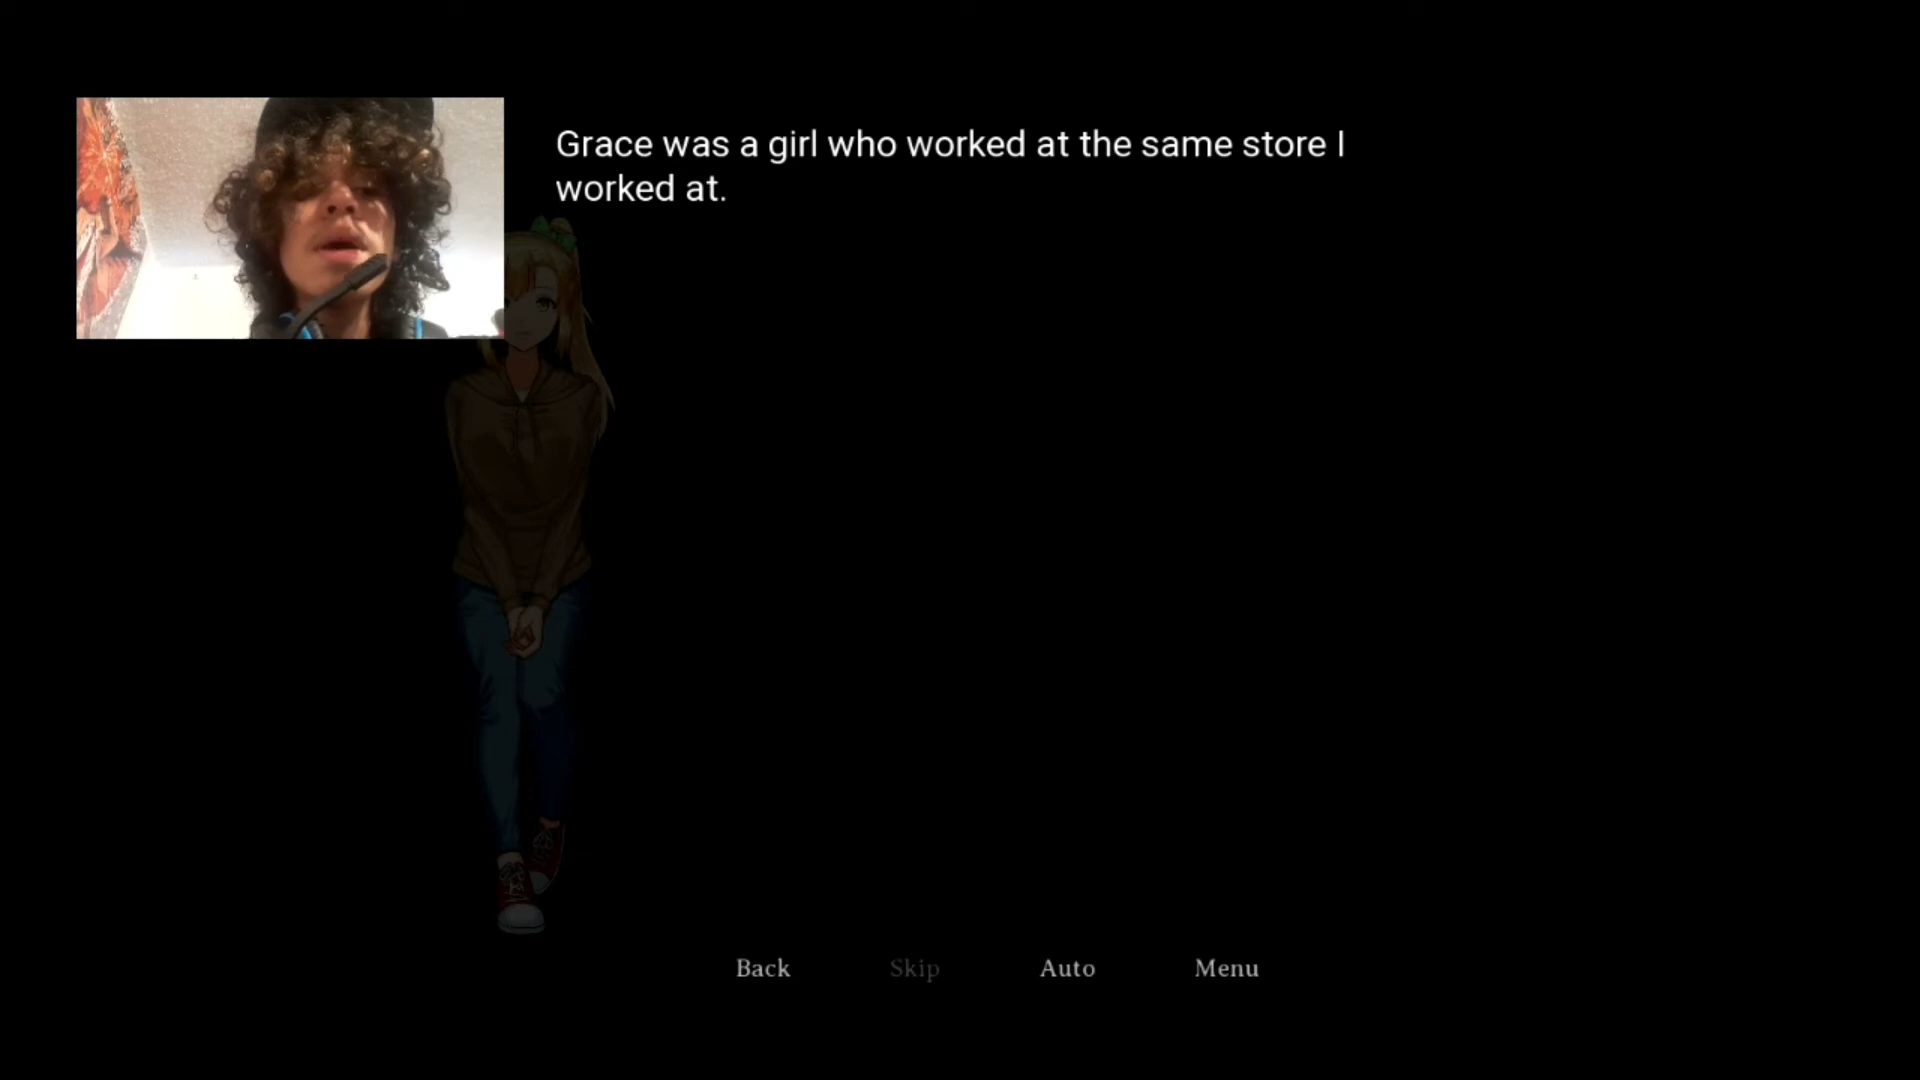 Grace was a girl who worked at the same store I
worked at.
Back
Skip
Auto
Menu